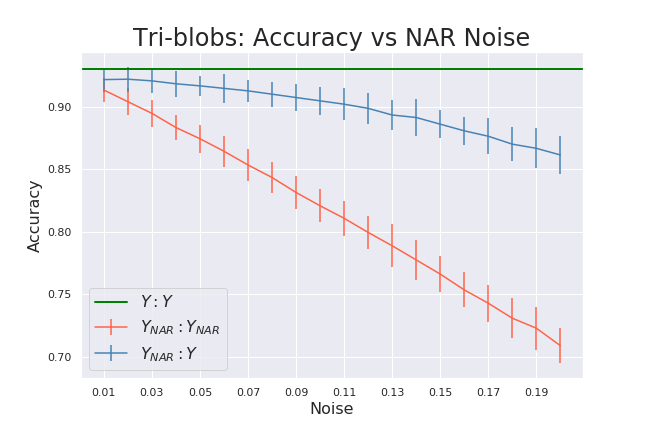 Tri-blobs: Accuracy vs NAR Noise
Accuracy
0.90
0.85
0.80
0.75
0.70
Y : Y
Y_NAR : Y_NAR
Y_NAR : Y
0.01 0.03 0.05 0.07 0.09 0.11 0.13 0.15 0.17 0.19
Noise